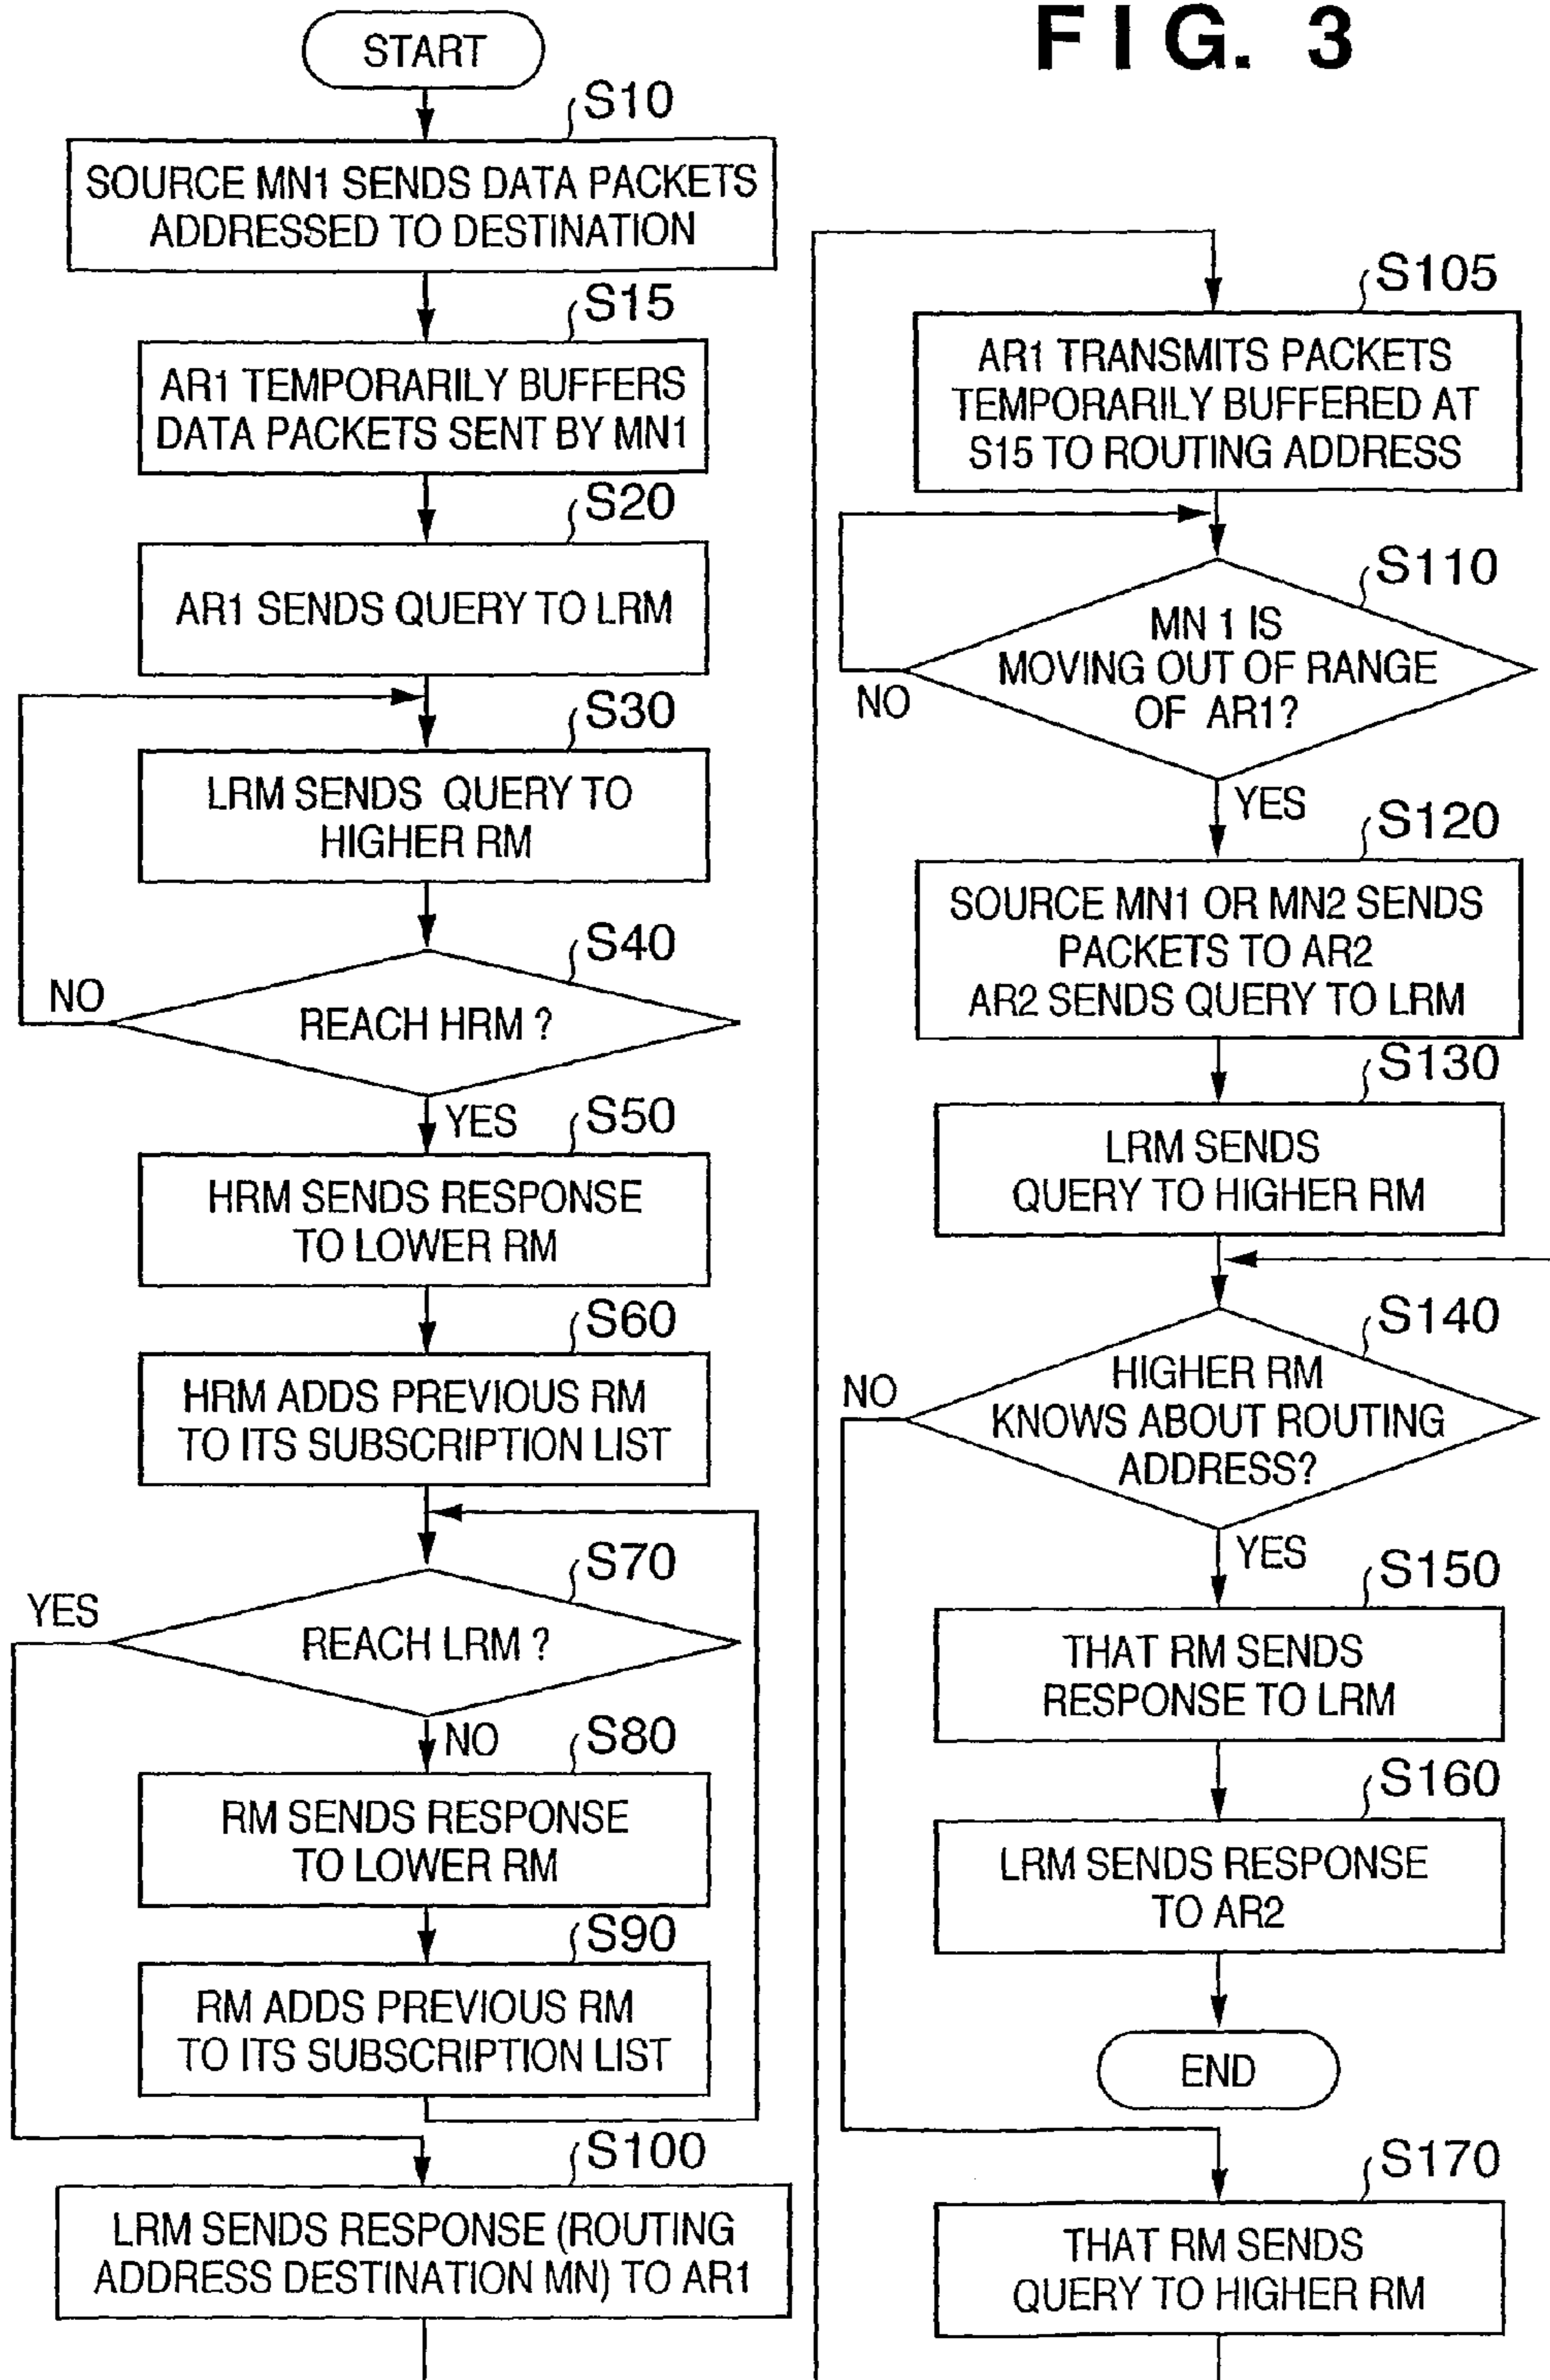 FIG. 3
START
S10
SOURCE MN1 SENDS DATA PACKETS
ADDRESSED TO DESTINATION
S15
AR1 TEMPORARILY BUFFERS
DATA PACKETS SENT BY MN1
S20
AR1 SENDS QUERY TO LRM
S30
LRM SENDS QUERY TO
HIGHER RM
S40
REACH HRM ?
NO
YES
S50
HRM SENDS RESPONSE
TO LOWER RM
S60
HRM ADDS PREVIOUS RM
TO ITS SUBSCRIPTION LIST
S70
REACH LRM ?
YES
NO
S80
RM SENDS RESPONSE
TO LOWER RM
S90
RM ADDS PREVIOUS RM
TO ITS SUBSCRIPTION LIST
S100
LRM SENDS RESPONSE (ROUTING
ADDRESS DESTINATION MN) TO AR1
S105
AR1 TRANSMITS PACKETS
TEMPORARILY BUFFERED AT
S15 TO ROUTING ADDRESS
S110
MN 1 IS
MOVING OUT OF RANGE
OF AR1?
NO
YES
S120
SOURCE MN1 OR MN2 SENDS
PACKETS TO AR2
AR2 SENDS QUERY TO LRM
S130
LRM SENDS
QUERY TO HIGHER RM
S140
HIGHER RM
KNOWS ABOUT ROUTING
ADDRESS?
NO
YES
S150
THAT RM SENDS
RESPONSE TO LRM
S160
LRM SENDS RESPONSE
TO AR2
END
S170
THAT RM SENDS
QUERY TO HIGHER RM